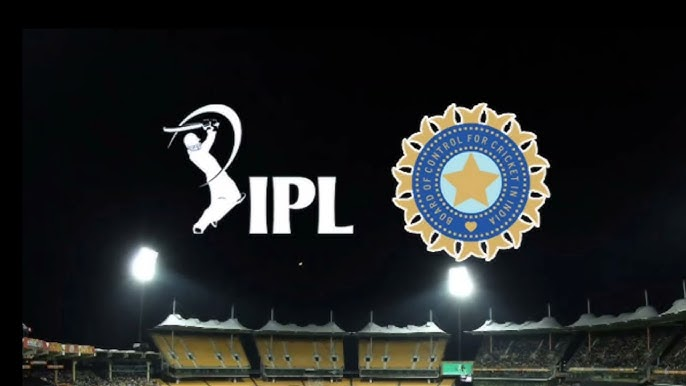 IPL
BOARD OF CONTROL FOR CRICKET IN INDIA